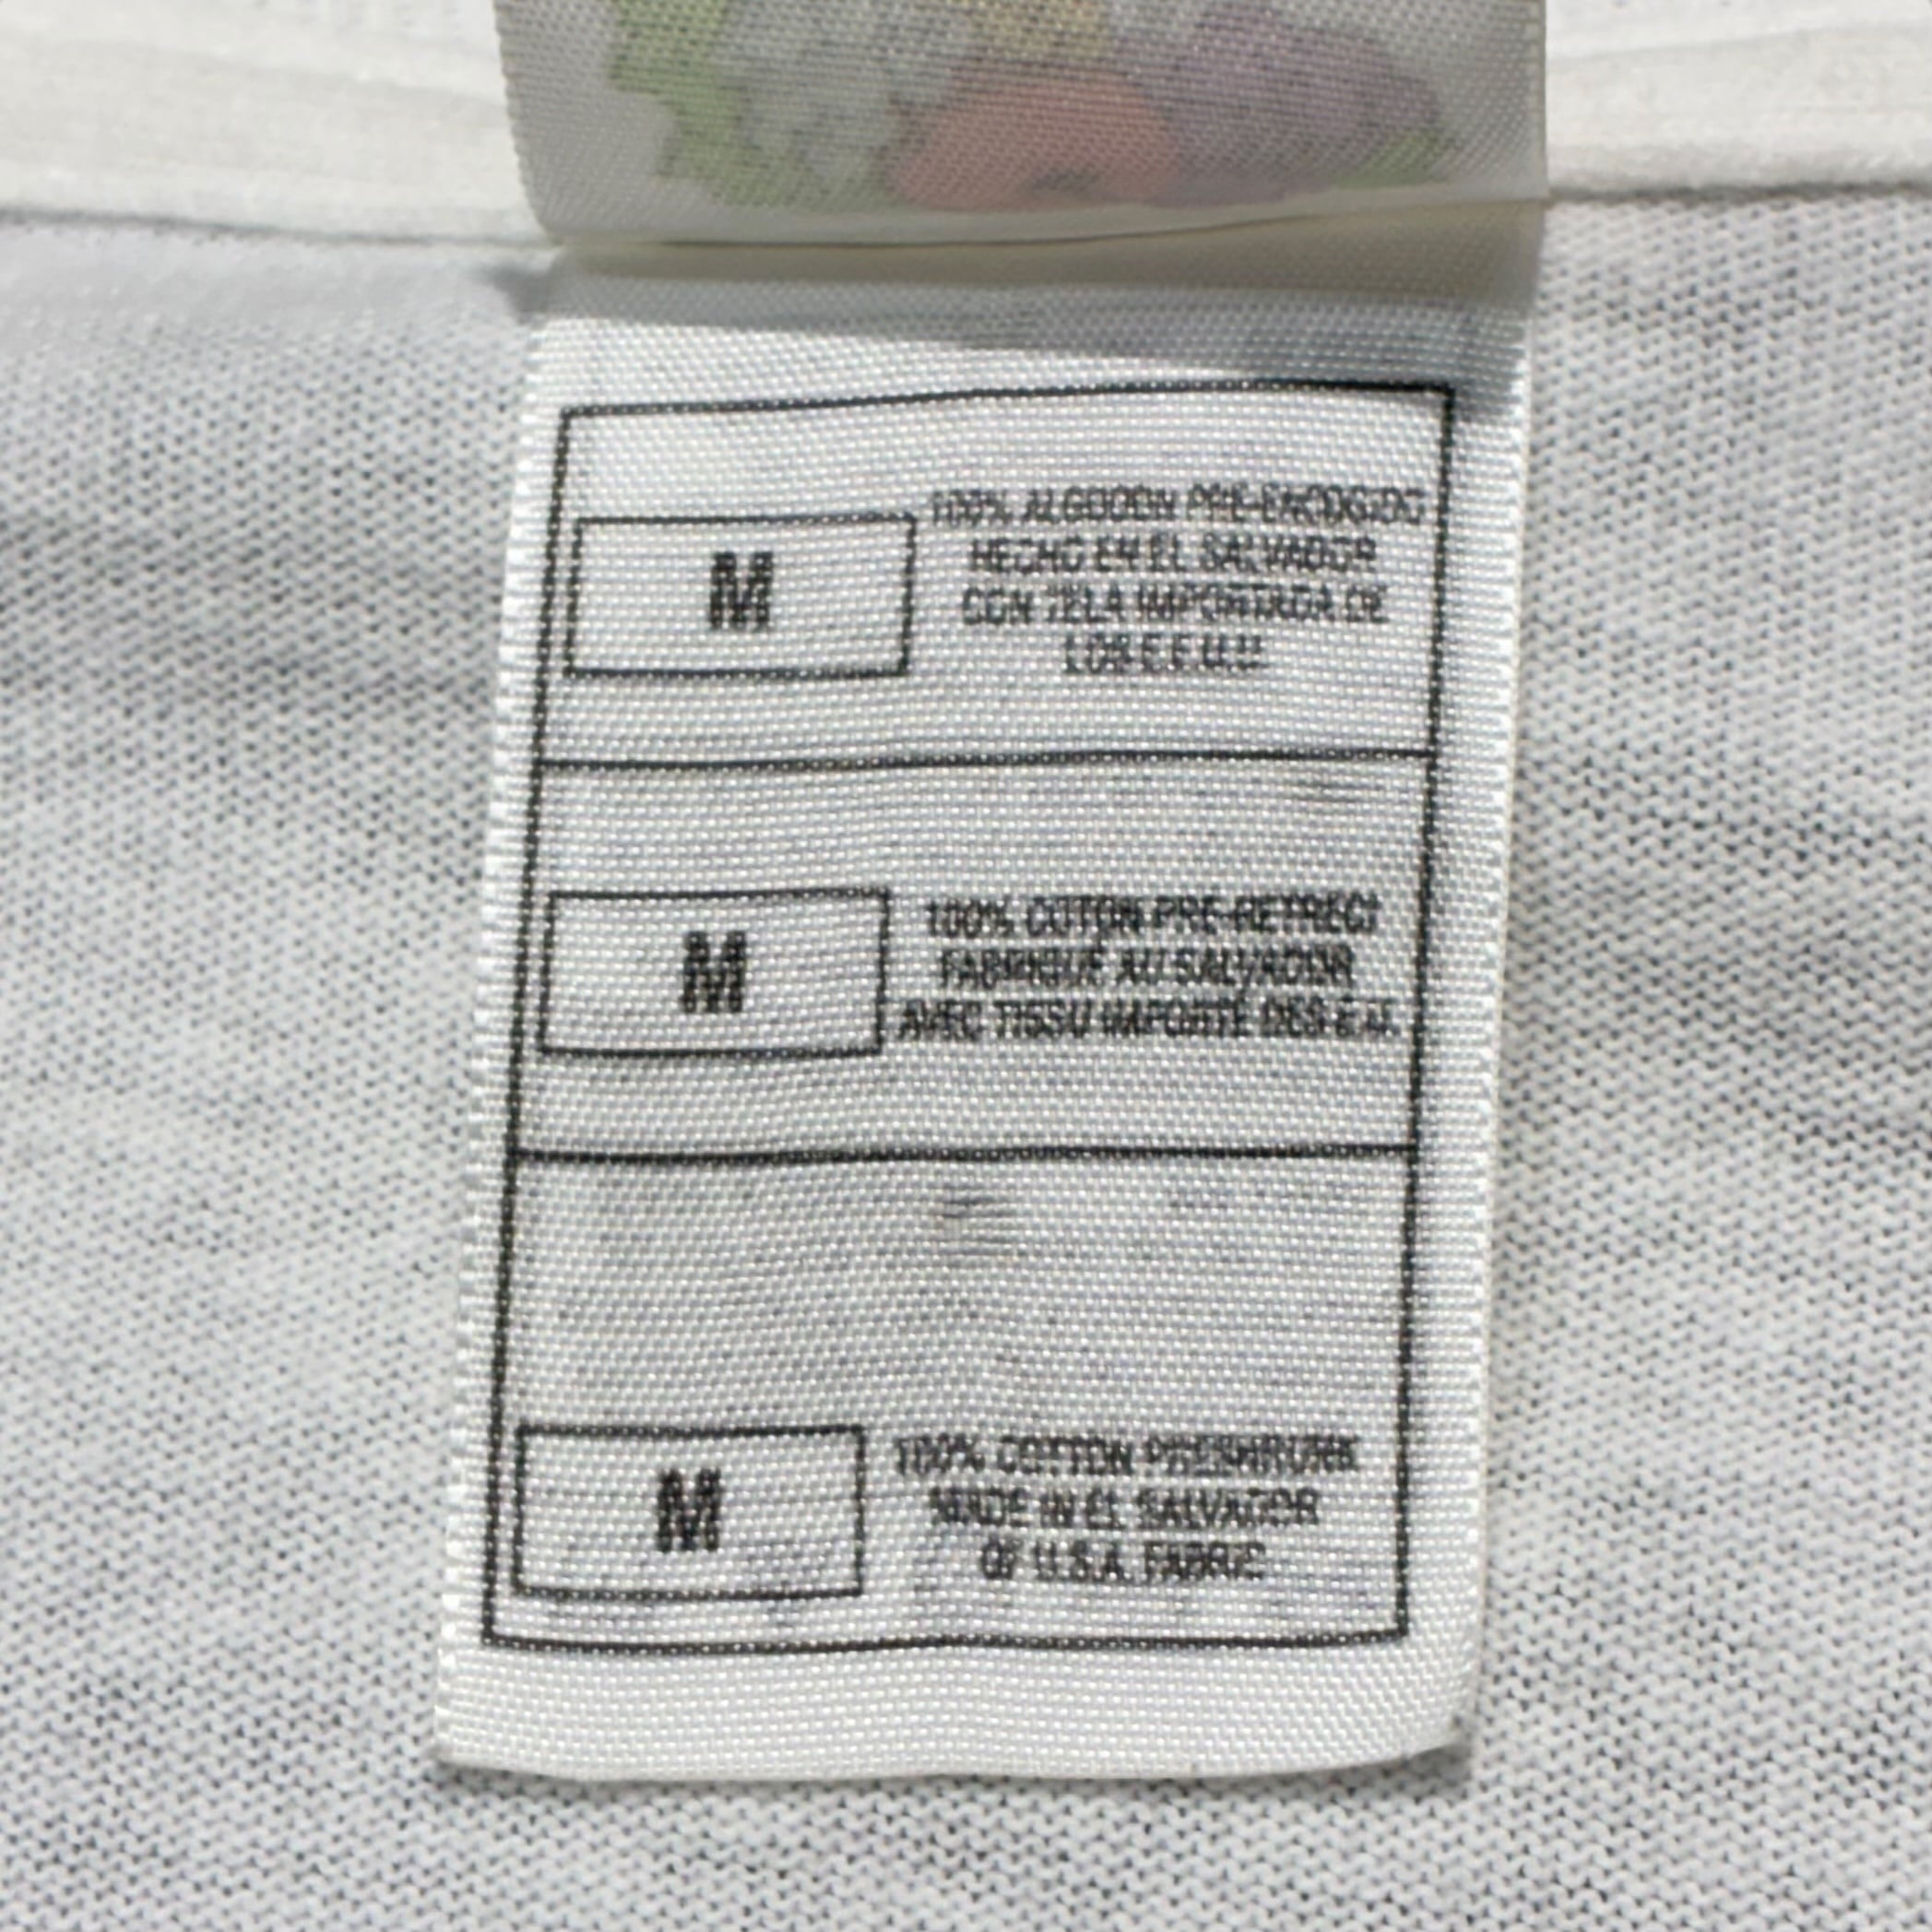 M
100% ALGODON PRE-ENCOGIDO
HECHO EN EL SALVADOR
CON TELA IMPORTADA DE
LOS E.E.U.U.
M
100% COTON PRE-RETRECI
FABRIQUE AU SALVADOR
AVEC TISSU IMPORTE DES E.U.
M
100% COTTON PRESHRUNK
MADE IN EL SALVADOR
OF U.S.A. FABRIC